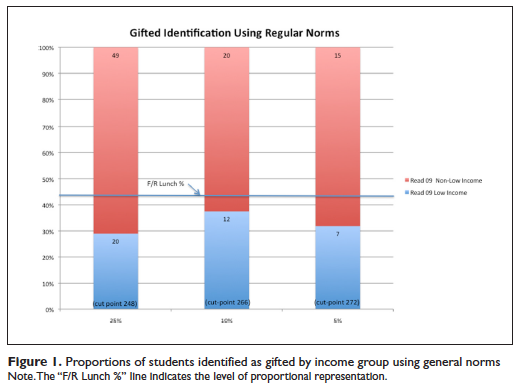 Gifted Identification Using Regular Norms
100%
90%
80%
70%
60%
50%
40%
30%
20%
10%
0%
49
20
15
F/R Lunch %
Read 09 Non-Low Income
Read 09 Low Income
20
12
7
(cut-point 248)
(cut-point 266)
(cut-point 272)
25%
10%
5%
Figure 1. Proportions of students identified as gifted by income group using general norms
Note.The “F/R Lunch %” line indicates the level of proportional representation.